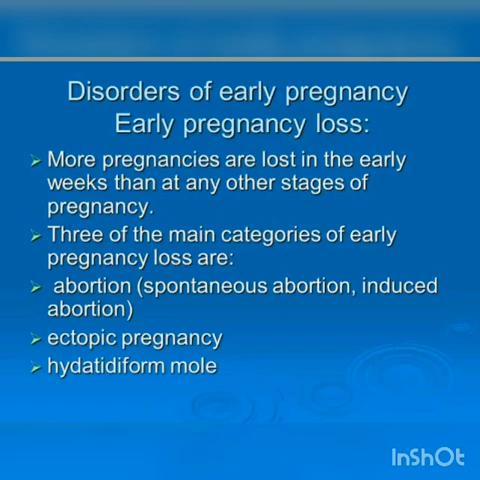 Disorders of early pregnancy
Early pregnancy loss:
➢ More pregnancies are lost in the early
weeks than at any other stages of
pregnancy.
➢ Three of the main categories of early
pregnancy loss are:
➢ abortion (spontaneous abortion, induced
abortion)
➢ ectopic pregnancy
➢ hydatidiform mole
InShOt